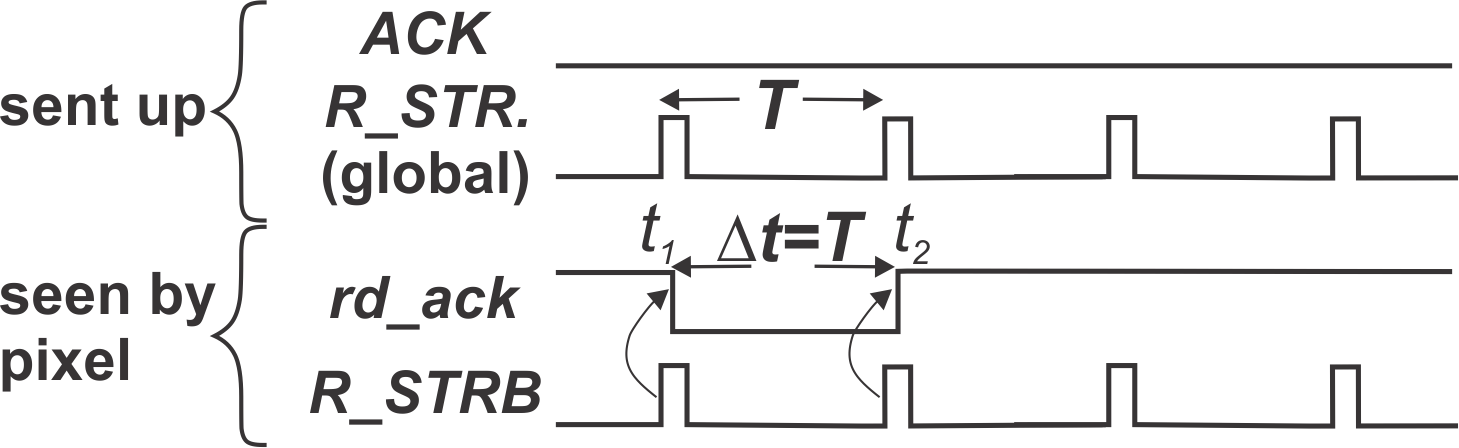 sent up
ACK
R_STR.
(global)
T
t1 Δt=T t2
seen by
pixel
rd_ack
R_STRB